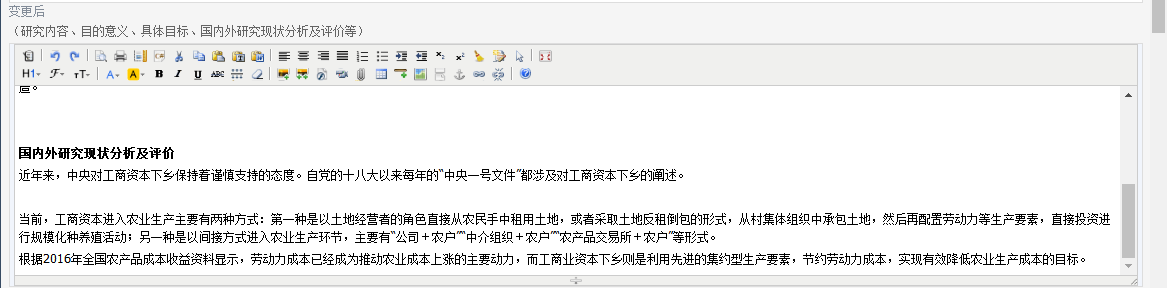 变更后
（研究内容、目的意义、具体目标、国内外研究现状分析及评价等）
H1
国内外研究现状分析及评价
近年来，中央对工商资本下乡保持着谨慎支持的态度。自党的十八大以来每年的“中央一号文件”都涉及对工商资本下乡的阐述。
当前，工商资本进入农业生产主要有两种方式：第一种是以土地经营者的角色直接从农民手中租用土地，或者采取土地反租倒包的形式，从村集体组织中承包土地，然后再配置劳动力等生产要素，直接投资进
行规模化种养殖活动；另一种是以间接方式进入农业生产环节，主要有“公司＋农户”“中介组织＋农户”“农产品交易所＋农户”等形式。
根据2016年全国农产品成本收益资料显示，劳动力成本已经成为推动农业成本上涨的主要动力，而工商业资本下乡则是利用先进的集约型生产要素，节约劳动力成本，实现有效降低农业生产成本的目标。